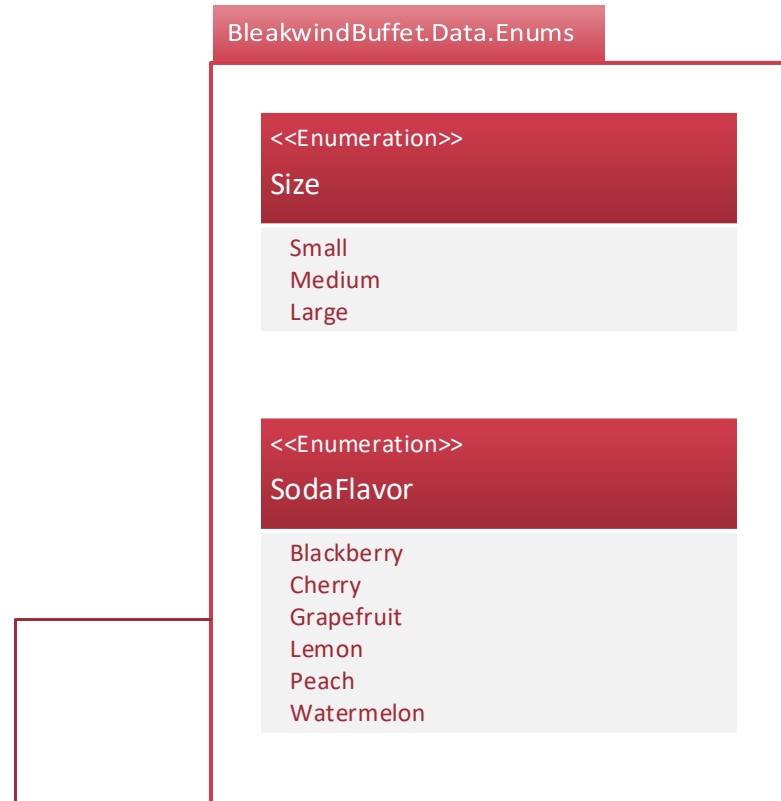 BleakwindBuffet.Data.Enums
<<Enumeration>>
Size
Small
Medium
Large
<<Enumeration>>
SodaFlavor
Blackberry
Cherry
Grapefruit
Lemon
Peach
Watermelon